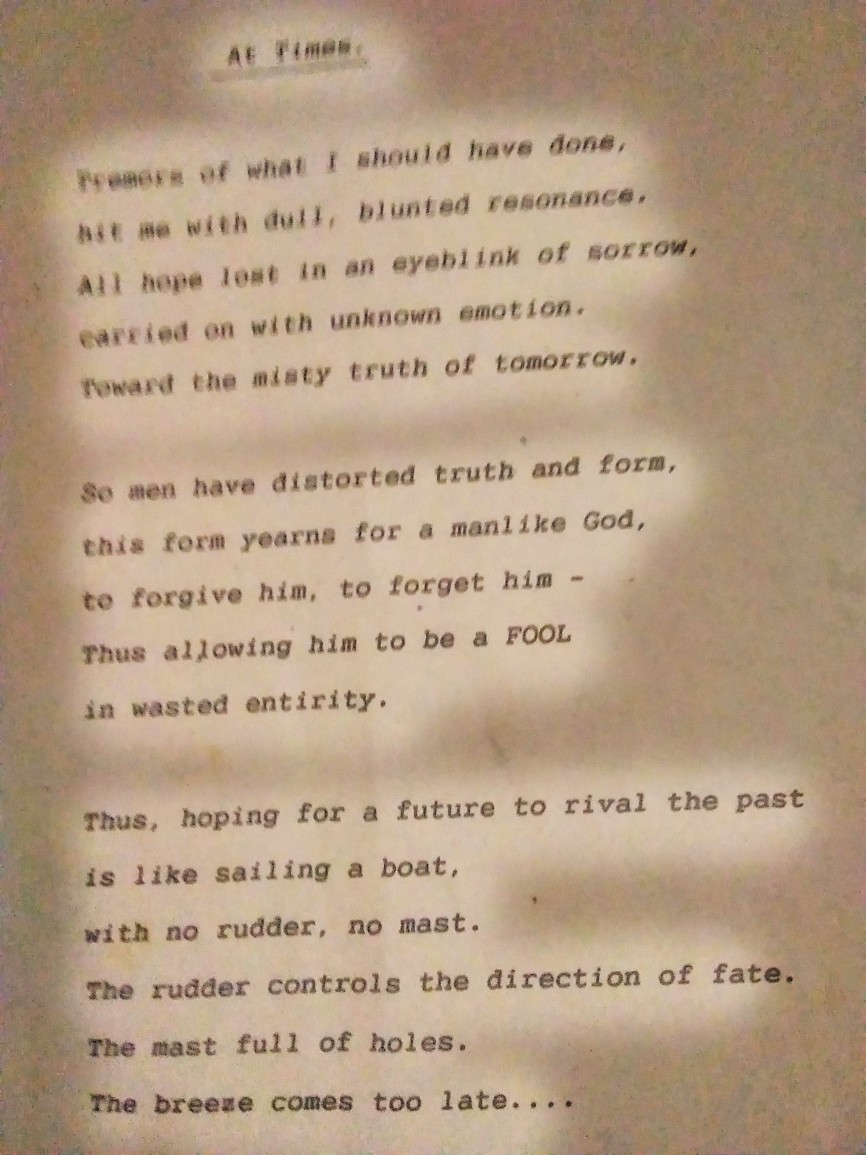 At Times.
Tremors of what I should have done,
hit me with dull, blunted resonance.
All hope lost in an eyeblink of sorrow,
carried on with unknown emotion.
Toward the misty truth of tomorrow.
So men have distorted truth and form,
this form yearns for a manlike God,
to forgive him, to forget him -
Thus allowing him to be a FOOL
in wasted entirity.
Thus, hoping for a future to rival the past
is like sailing a boat,
with no rudder, no mast.
The rudder controls the direction of fate.
The mast full of holes.
The breeze comes too late....